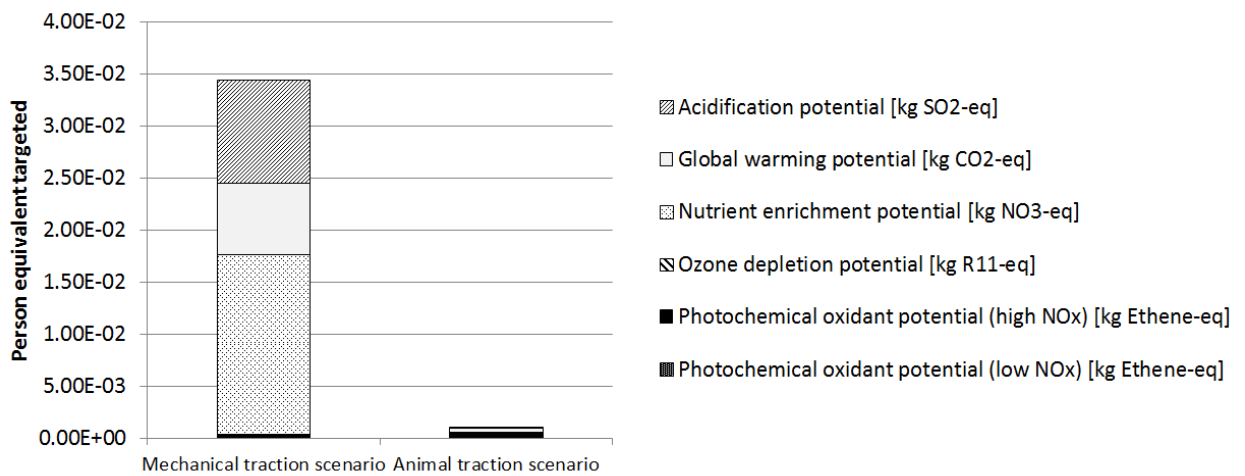 Person equivalent targeted
4.00E-02
3.50E-02
3.00E-02
2.50E-02
2.00E-02
1.50E-02
1.00E-02
5.00E-03
0.00E+00
Mechanical traction scenario
Animal traction scenario
Acidification potential [kg SO2-eq]
Global warming potential [kg CO2-eq]
Nutrient enrichment potential [kg NO3-eq]
Ozone depletion potential [kg R11-eq]
Photochemical oxidant potential (high NOx) [kg Ethene-eq]
Photochemical oxidant potential (low NOx) [kg Ethene-eq]